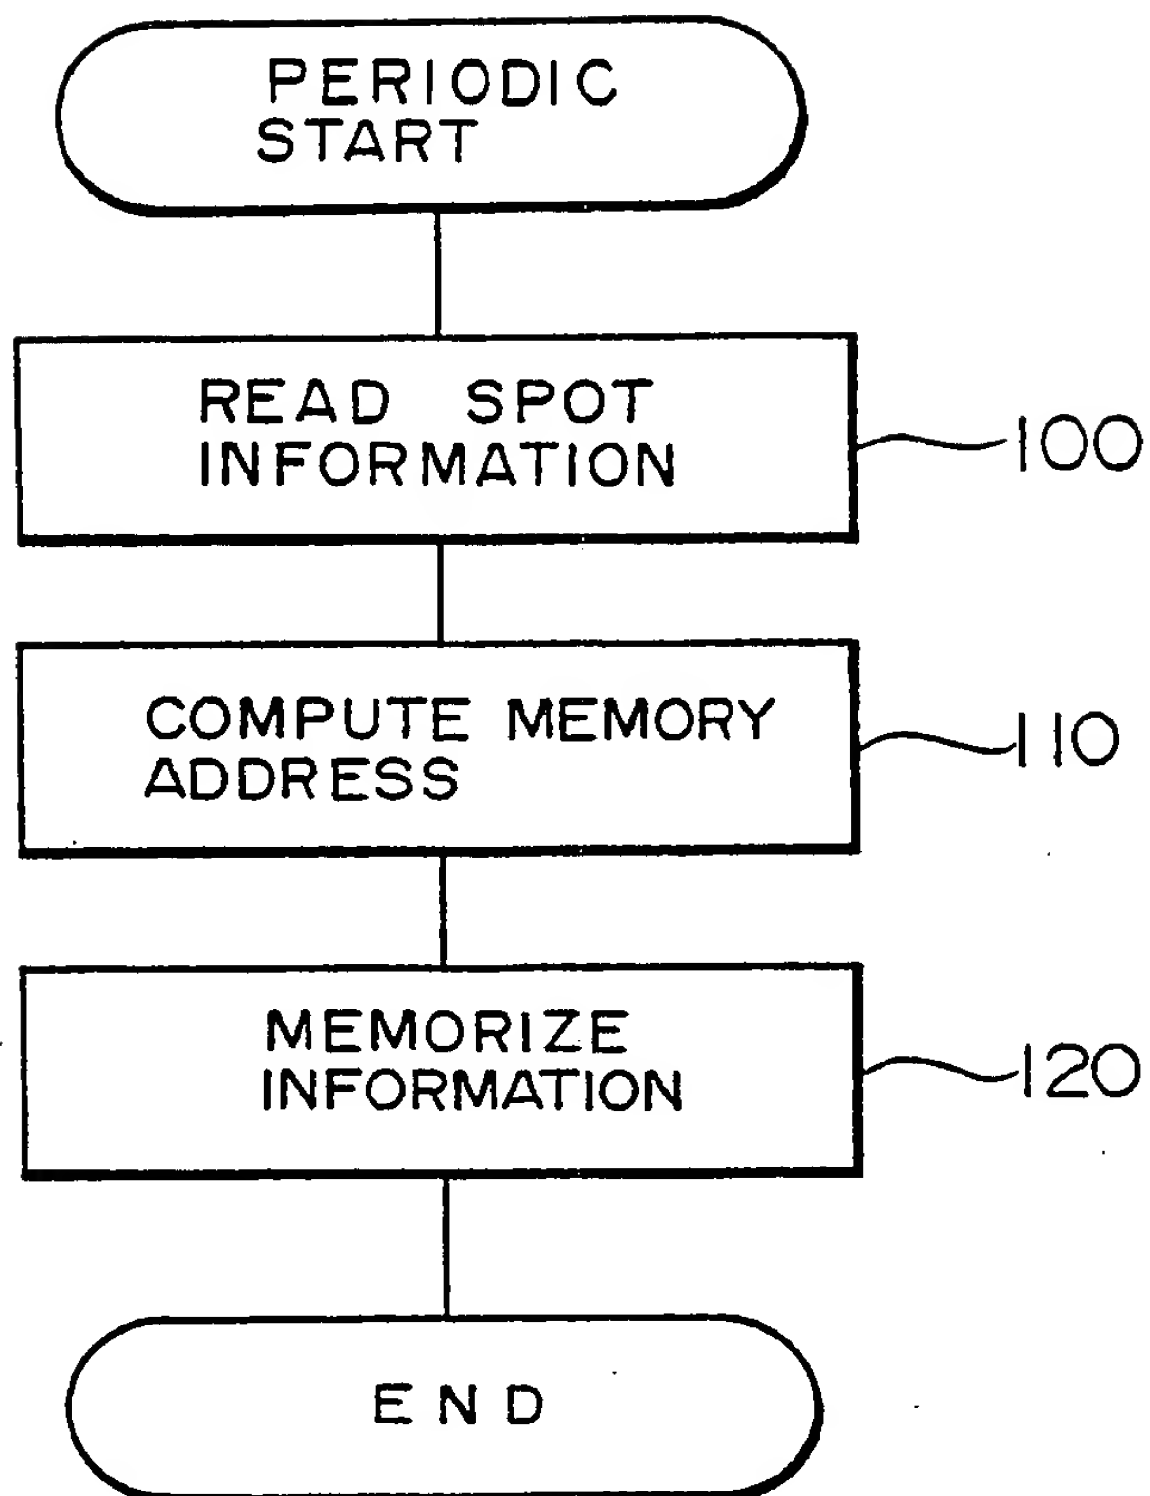 PERIODIC
START
READ SPOT
INFORMATION
100
COMPUTE MEMORY
ADDRESS
110
MEMORIZE
INFORMATION
120
END